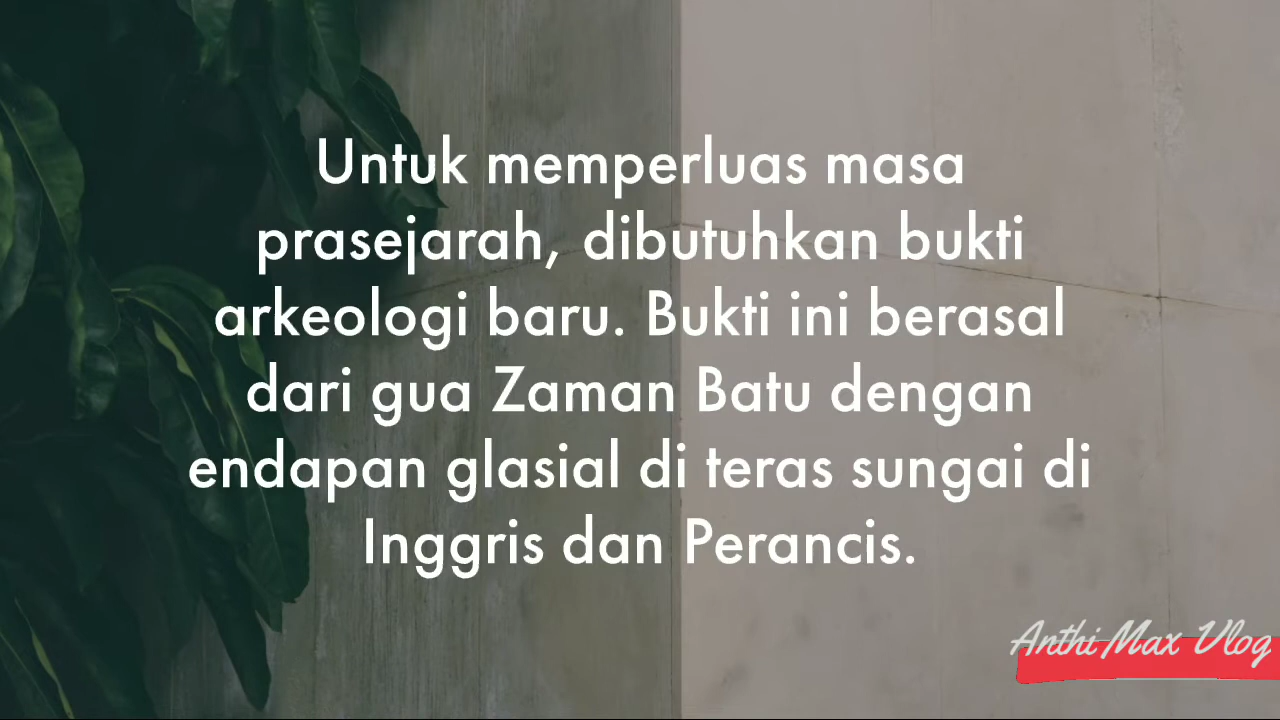 Untuk memperluas masa
prasejarah, dibutuhkan bukti
arkeologi baru. Bukti ini berasal
dari gua Zaman Batu dengan
endapan glasial di teras sungai di
Inggris dan Perancis.
Anthi Max Vlog